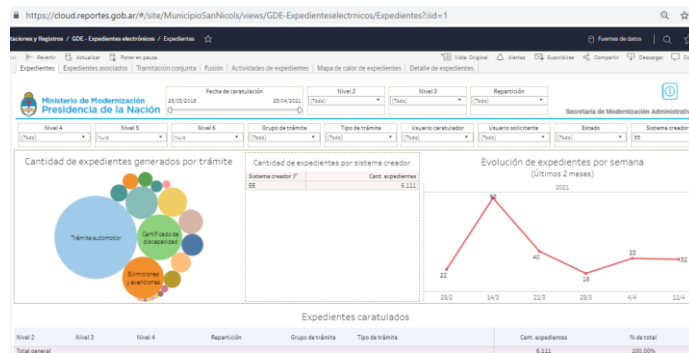 https://cloud.reportes.gob.ar/#/site/MunicipioSanNicols/views/GDE-Expedienteselectrnicos/Expedientes?:iid=1
taciones y Registros / GDE - Expedientes electrónicos / Expedientes
Fuentes de datos
Revertir Actualizar Poner en pausa
Vista: Original Alertas Suscribirse Compartir Descargar
Expedientes Expedientes asociados Tramitación conjunta Fusión Actividades de expedientes Mapa de calor de expedientes Detalle de expedientes
Ministerio de Modernización
Presidencia de la Nación
Fecha de caratulación Nivel 2 Nivel 3 Repartición
25/04/2021 (Todo) (Todo) (Todo)
Secretaría de Modernización Administrativ
Nivel 4 Nivel 5 Nivel 6 Grupo de trámite Tipo de trámite Usuario caratulador Usuario solicitante Estado Sistema creador
(Todo) Nulo Nulo (Todo) (Todo) (Todo) (Todo) (Todo) EE
Cantidad de expedientes generados por trámite
Trámite automotor
Certificado de
discapacidad
Eximiciones
y exenciones
Cantidad de expedientes por sistema creador
Sistema creador Cant. expedientes
EE 6.111
Evolución de expedientes por semana
(Últimos 2 meses)
2021
22 40 18 33 32
28/2 14/3 21/3 28/3 4/4 11/4
Expedientes caratulados
Nivel 2 Nivel 3 Nivel 4 Repartición Grupo de trámite Tipo de trámite Cant. expedientes % de total
Total general 6.111 100,00%